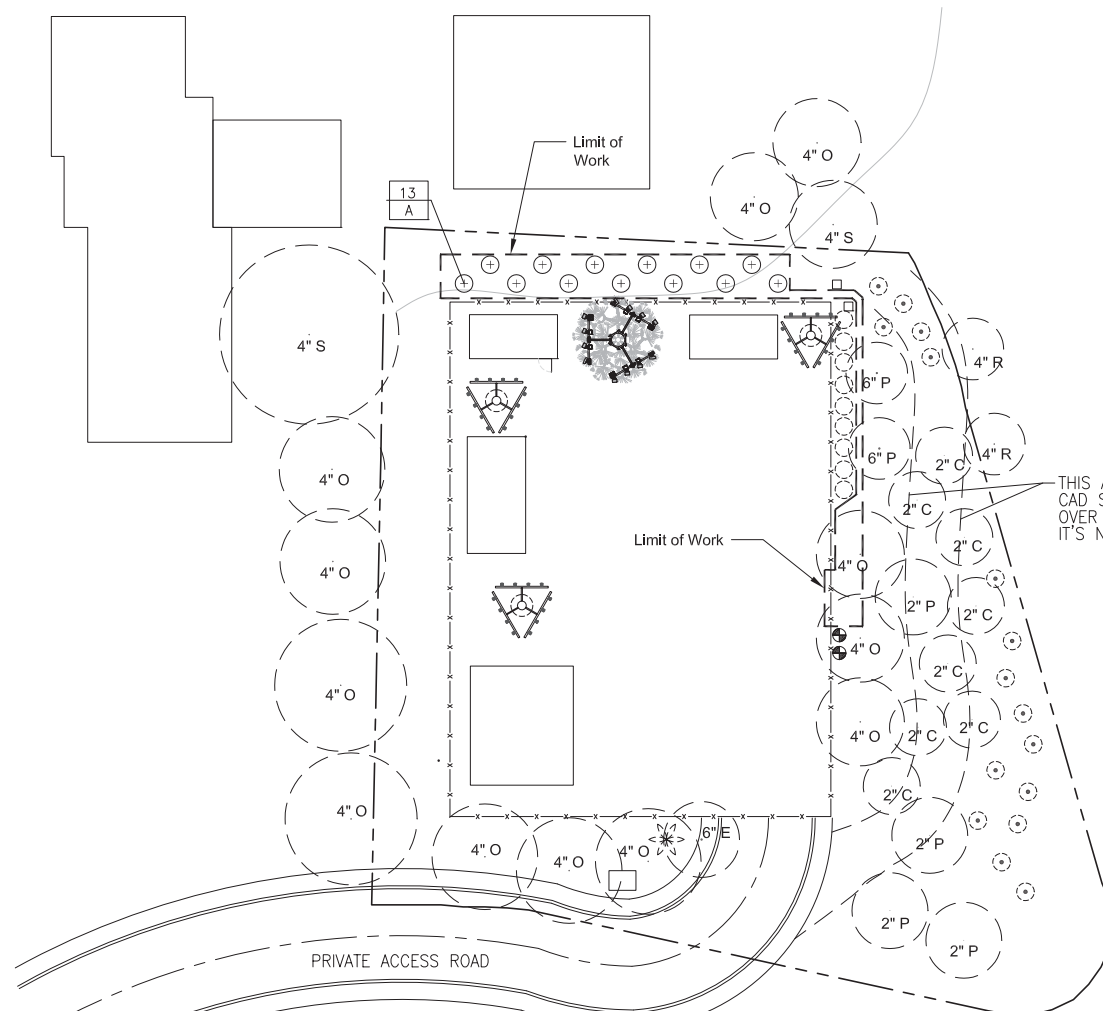 Limit of
Work
13
A
4" O
4" O
4" S
4" S
4" R
6" P
6" P
2" C
4" R
4" O
2" C
THIS A
CAD S
OVER
IT'S N
Limit of Work
2" C
4" O
4" O
2" P
2" C
4" O
2" C
4" O
4" O
2" C
2" C
2" C
4" O
6" E
4" O
4" O
4" O
2" P
2" P
2" P
PRIVATE ACCESS ROAD